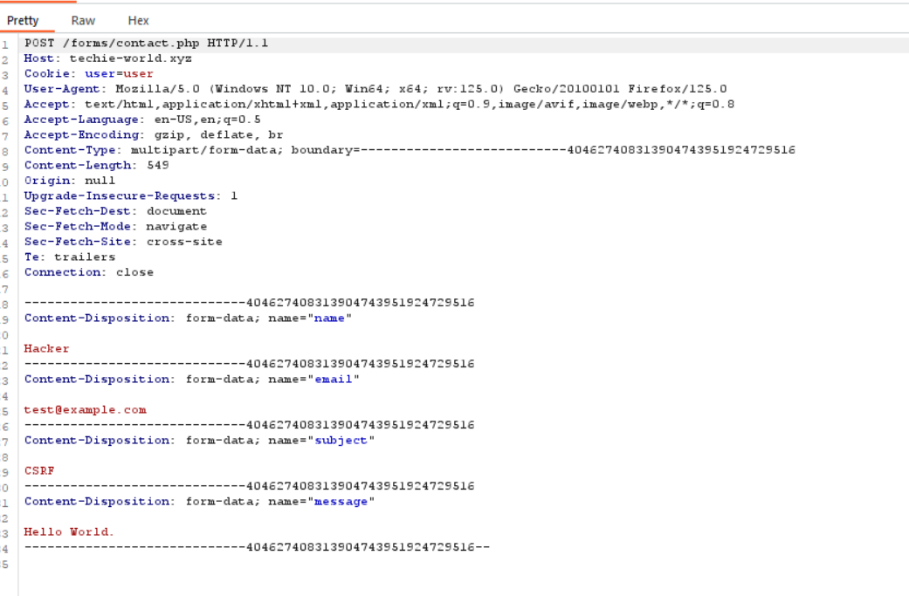 Pretty Raw Hex
1 POST /forms/contact.php HTTP/1.1
2 Host: techie-world.xyz
3 Cookie: user=user
4 User-Agent: Mozilla/5.0 (Windows NT 10.0; Win64; x64; rv:125.0) Gecko/20100101 Firefox/125.0
5 Accept: text/html,application/xhtml+xml,application/xml;q=0.9,image/avif,image/webp,*/*;q=0.8
6 Accept-Language: en-US,en;q=0.5
7 Accept-Encoding: gzip, deflate, br
8 Content-Type: multipart/form-data; boundary=---------------------------404627408313904743951924729516
9 Content-Length: 549
0 Origin: null
1 Upgrade-Insecure-Requests: 1
2 Sec-Fetch-Dest: document
3 Sec-Fetch-Mode: navigate
4 Sec-Fetch-Site: cross-site
5 Te: trailers
6 Connection: close
7
8 -----------------------------404627408313904743951924729516
9 Content-Disposition: form-data; name="name"
0
1 Hacker
2 -----------------------------404627408313904743951924729516
3 Content-Disposition: form-data; name="email"
4
5 test@example.com
6 -----------------------------404627408313904743951924729516
7 Content-Disposition: form-data; name="subject"
8
9 CSRF
0 -----------------------------404627408313904743951924729516
1 Content-Disposition: form-data; name="message"
2
3 Hello World.
4 -----------------------------404627408313904743951924729516--
5